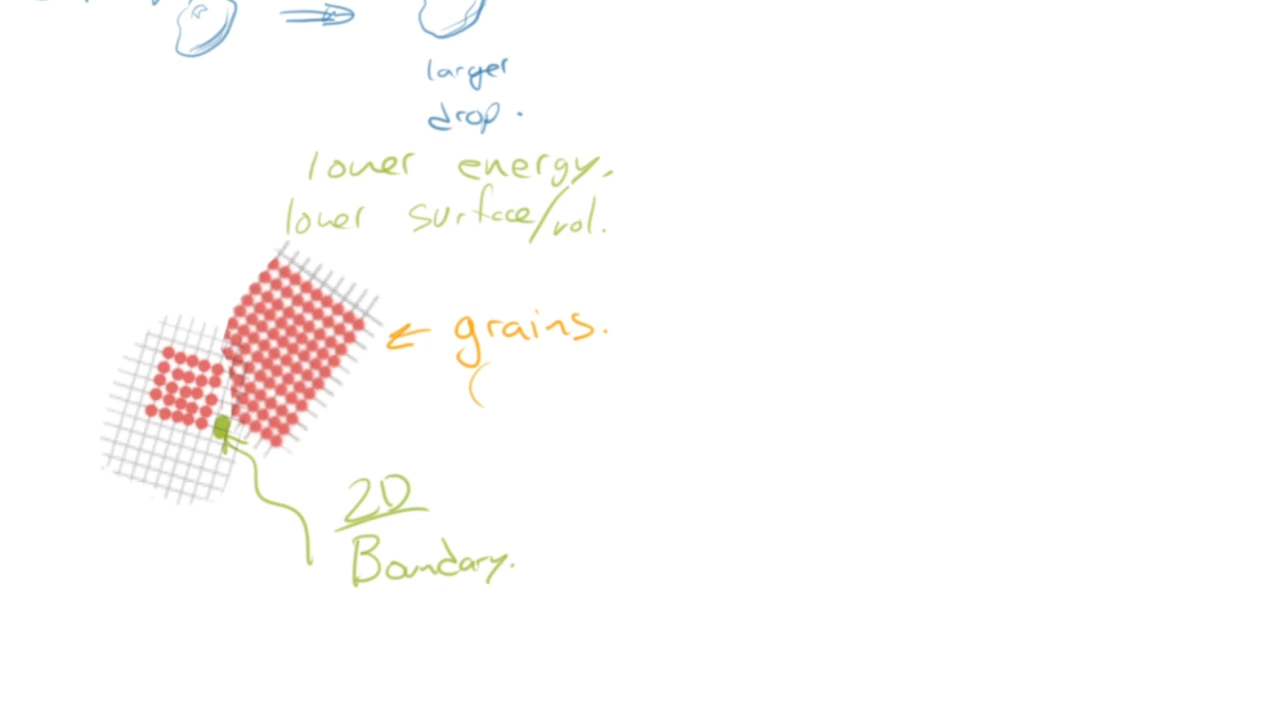 larger
drop.
lower energy.
lower surface/vol.
grains.
(
2D
Boundary.